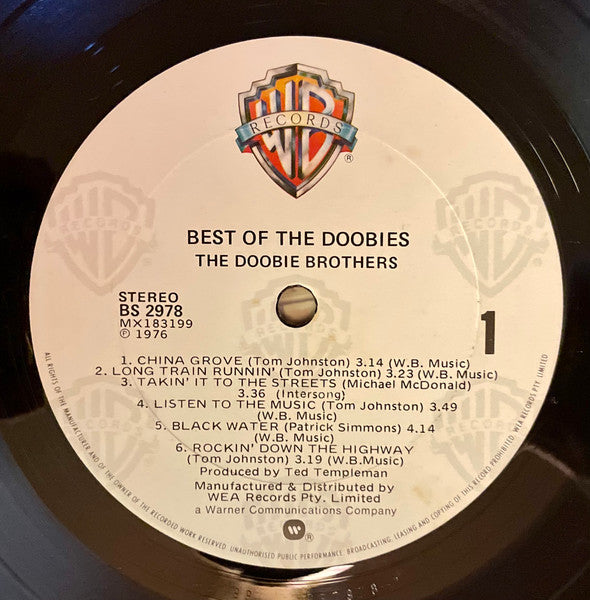 WB
RECORDS
®
BEST OF THE DOOBIES
THE DOOBIE BROTHERS
STEREO
BS 2978
MX183199
℗ 1976
1
1. CHINA GROVE (Tom Johnston) 3.14 (W.B. Music)
2. LONG TRAIN RUNNIN' (Tom Johnston) 3.23 (W.B. Music)
3. TAKIN' IT TO THE STREETS (Michael McDonald)
3.36 (Intersong)
4. LISTEN TO THE MUSIC (Tom Johnston) 3.49
(W.B. Music)
5. BLACK WATER (Patrick Simmons) 4.14
(W.B. Music)
6. ROCKIN' DOWN THE HIGHWAY
(Tom Johnston) 3.19 (W.B.Music)
Produced by Ted Templeman
Manufactured & Distributed by
WEA Records Pty. Limited
a Warner Communications Company
ALL RIGHTS OF THE MANUFACTURER AND OF THE OWNER OF THE RECORDED WORK RESERVED. UNAUTHORISED PUBLIC PERFORMANCE, BROADCASTING, LEASING AND COPYING OF THIS RECORD PROHIBITED. WEA RECORDS PTY. LIMITED